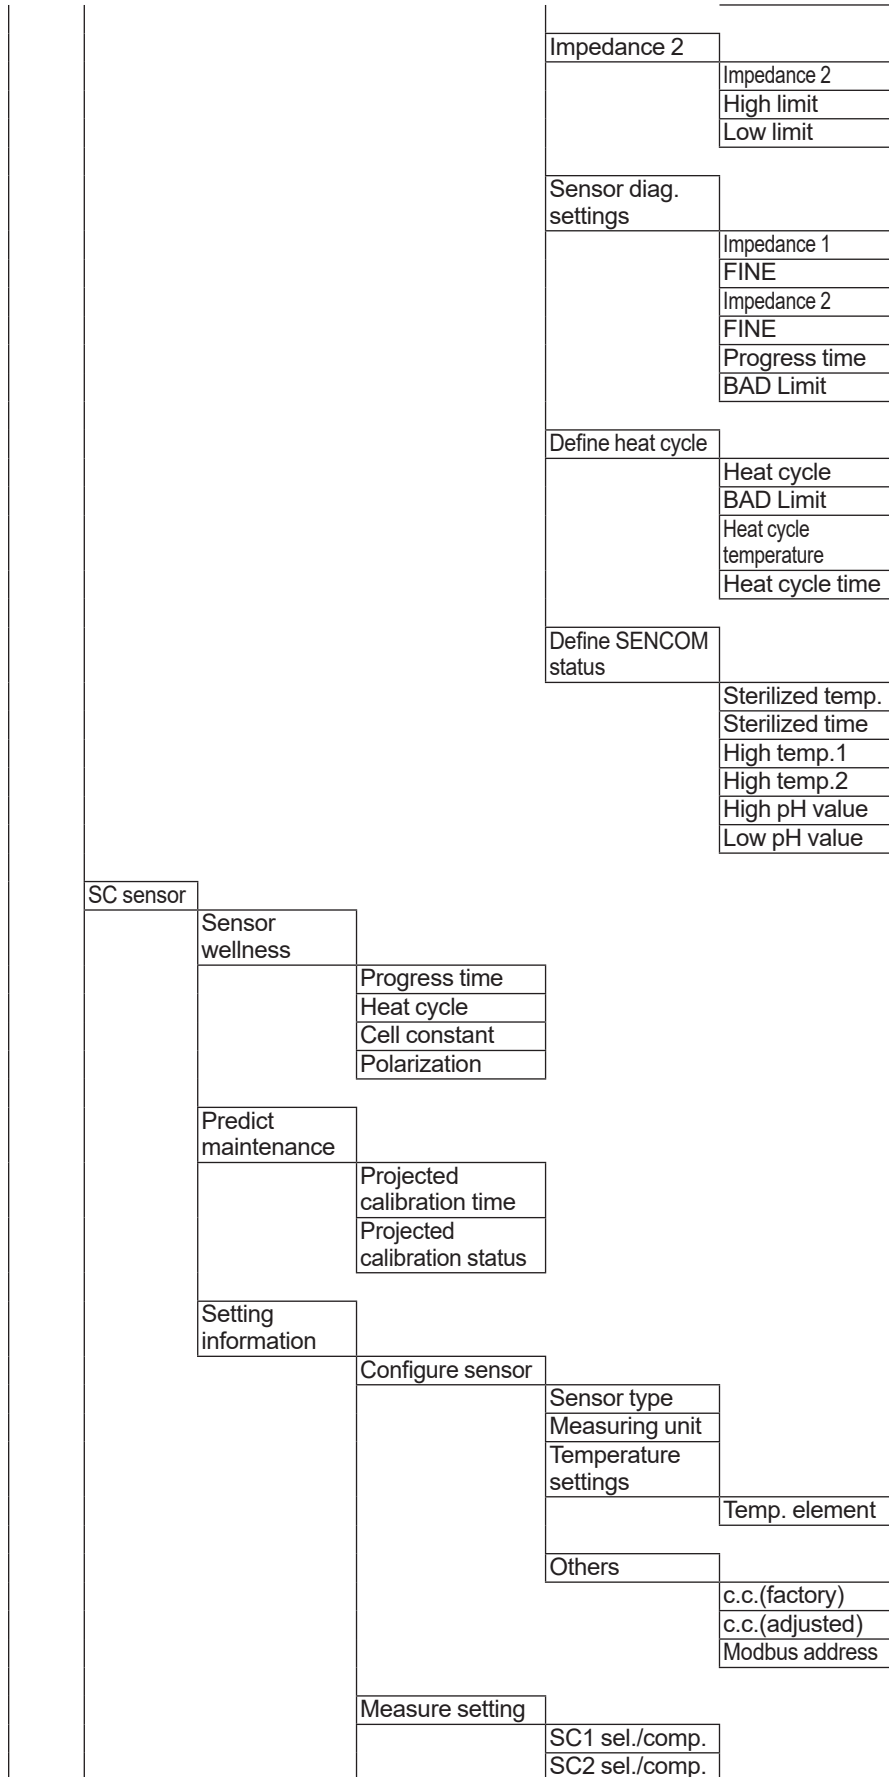 Impedance 2
Impedance 2
High limit
Low limit
Sensor diag.
settings
Impedance 1
FINE
Impedance 2
FINE
Progress time
BAD Limit
Define heat cycle
Heat cycle
BAD Limit
Heat cycle
temperature
Heat cycle time
Define SENCOM
status
Sterilized temp.
Sterilized time
High temp.1
High temp.2
High pH value
Low pH value
SC sensor
Sensor
wellness
Progress time
Heat cycle
Cell constant
Polarization
Predict
maintenance
Projected
calibration time
Projected
calibration status
Setting
information
Configure sensor
Sensor type
Measuring unit
Temperature
settings
Temp. element
Others
c.c.(factory)
c.c.(adjusted)
Modbus address
Measure setting
SC1 sel./comp.
SC2 sel./comp.